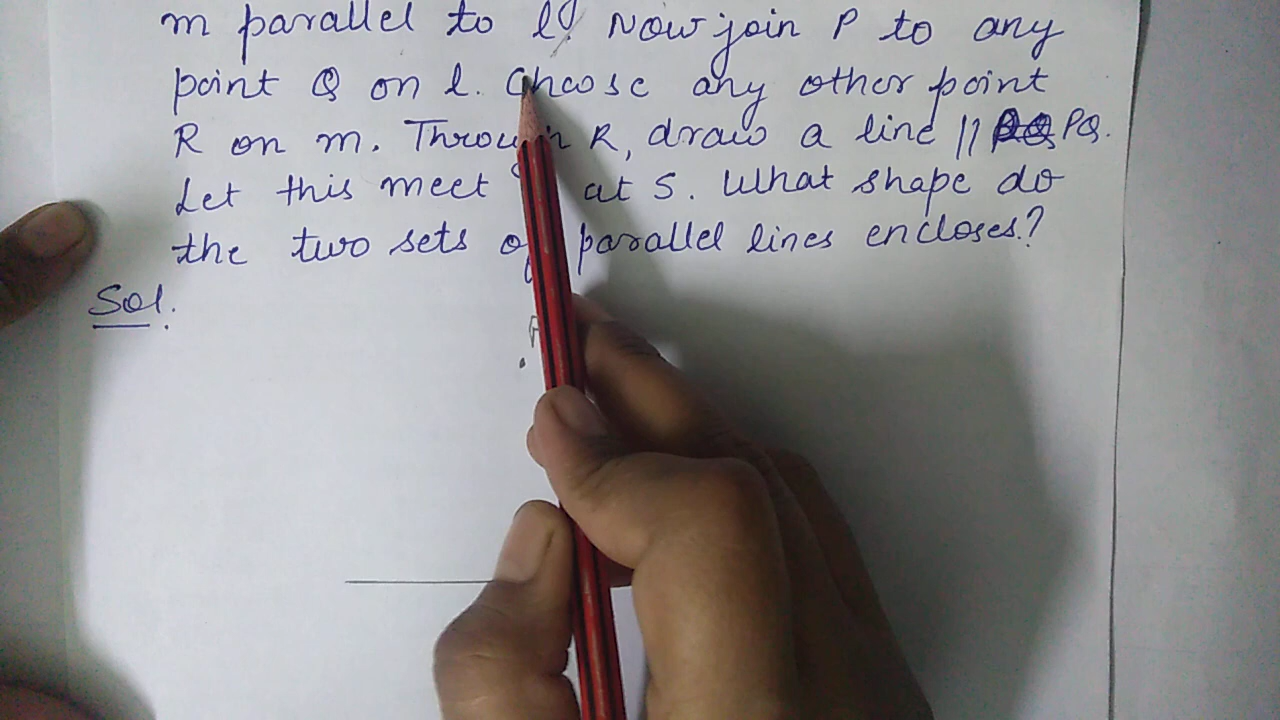 m parallel to l? Now join P to any
point Q on l. Choose any other point
R on m. Through R, draw a line || PQ.
Let this meet at S. What shape do
the two sets of parallel lines encloses?
Sol.
P